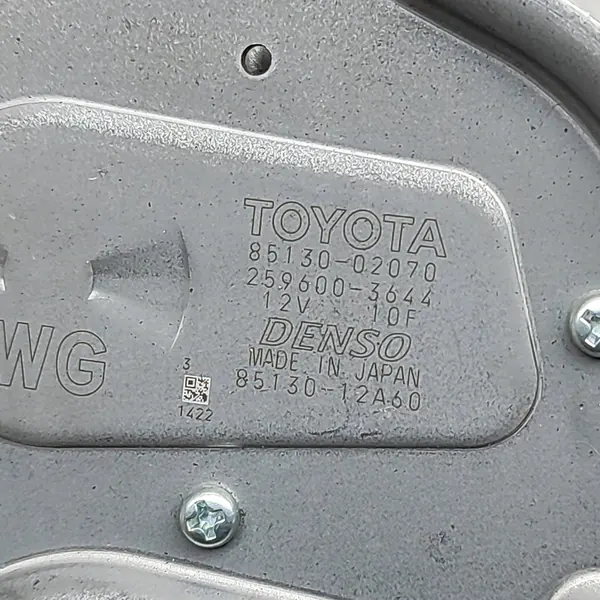 TOYOTA
85130-02070
259600-3644
12V 10F
DENSO
MADE IN JAPAN
85130-12A60
WG
3
1422